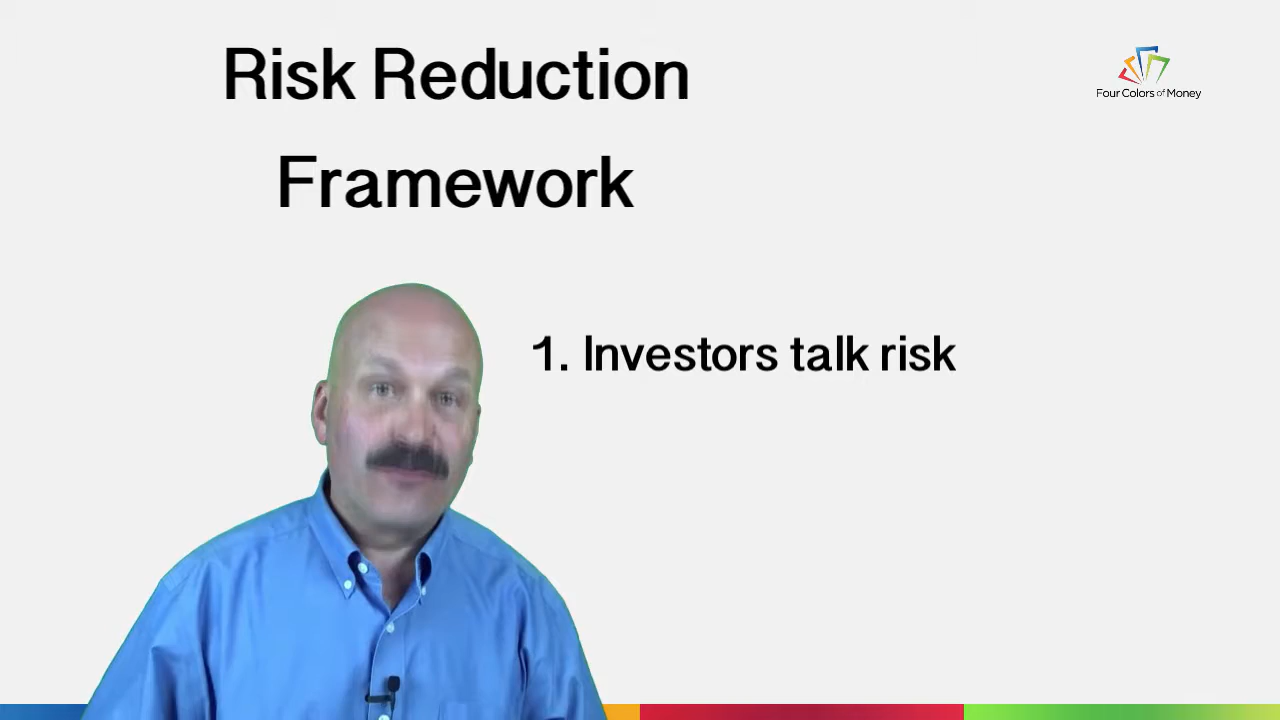 Risk Reduction
Framework
Four Colors of Money
1. Investors talk risk